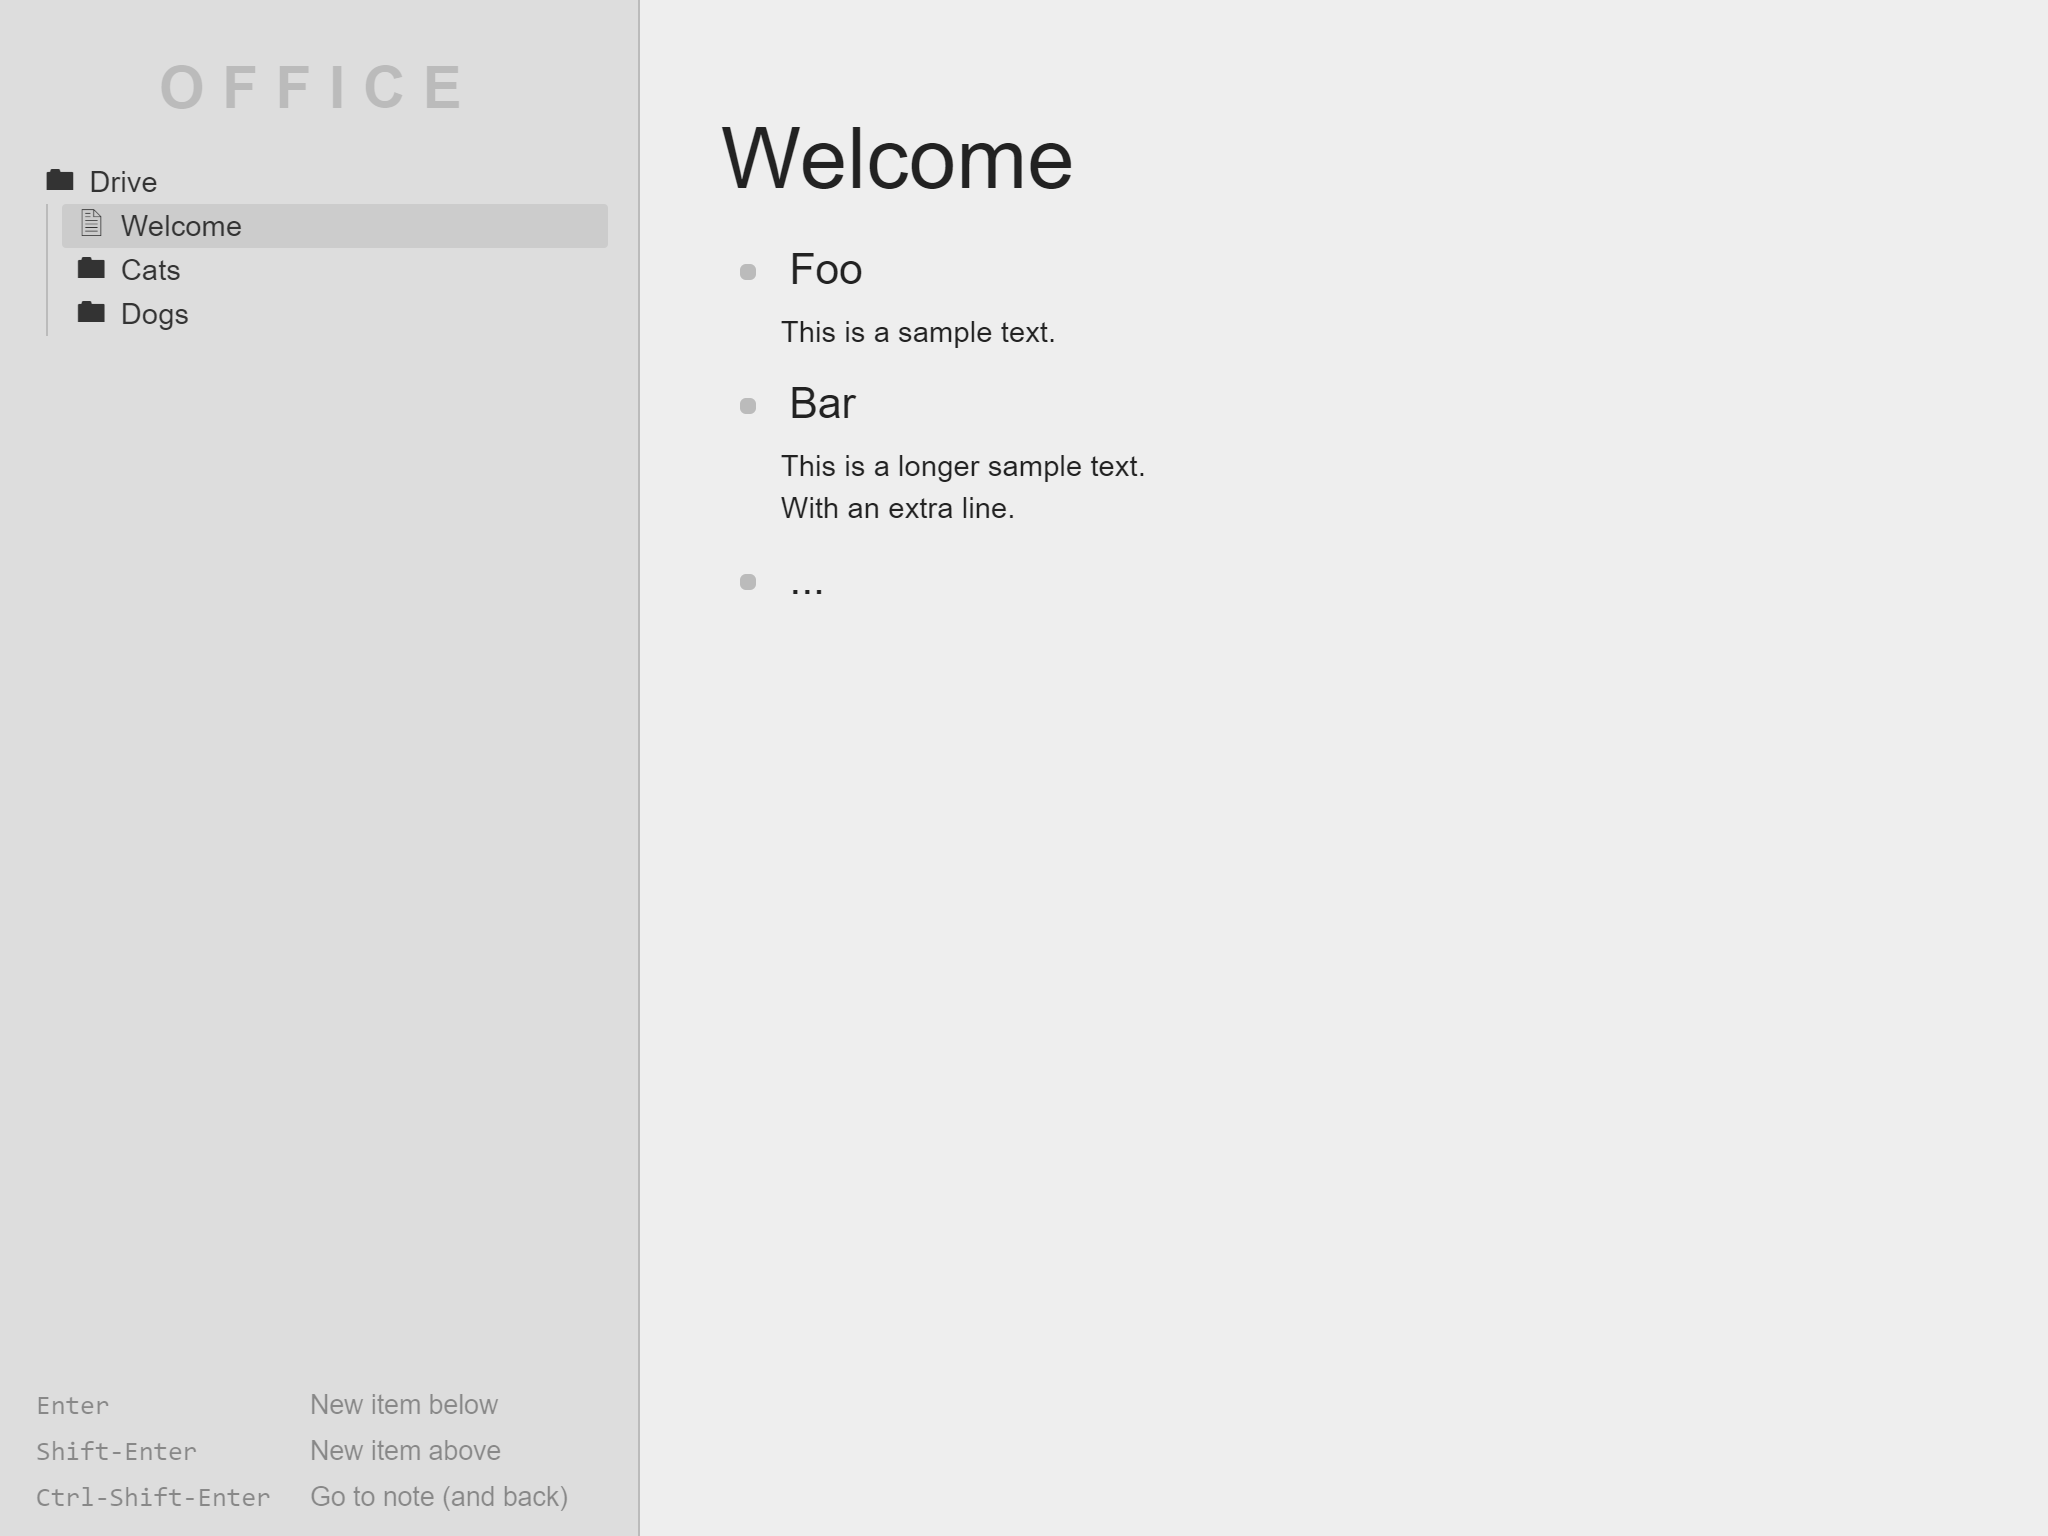 OFFICE
Drive
Welcome
Cats
Dogs
Enter New item below
Shift-Enter New item above
Ctrl-Shift-Enter Go to note (and back)
Welcome
Foo
This is a sample text.
Bar
This is a longer sample text.
With an extra line.
...